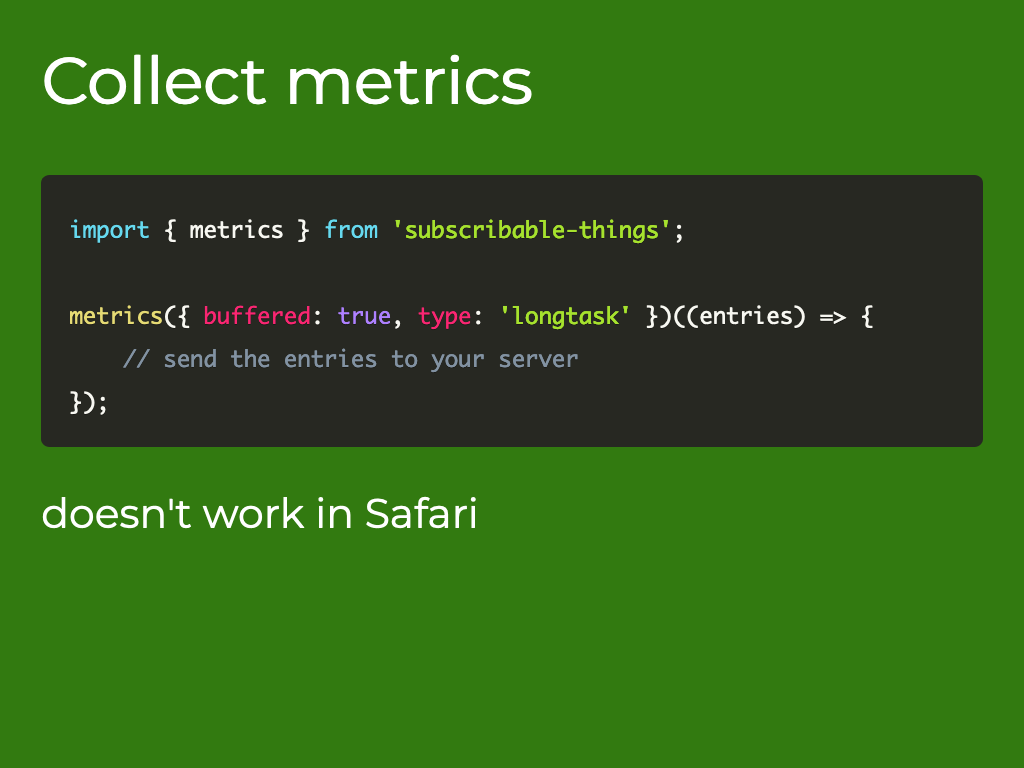 Collect metrics
import { metrics } from 'subscribable-things';
metrics({ buffered: true, type: 'longtask' })((entries) => {
    // send the entries to your server
});
doesn't work in Safari